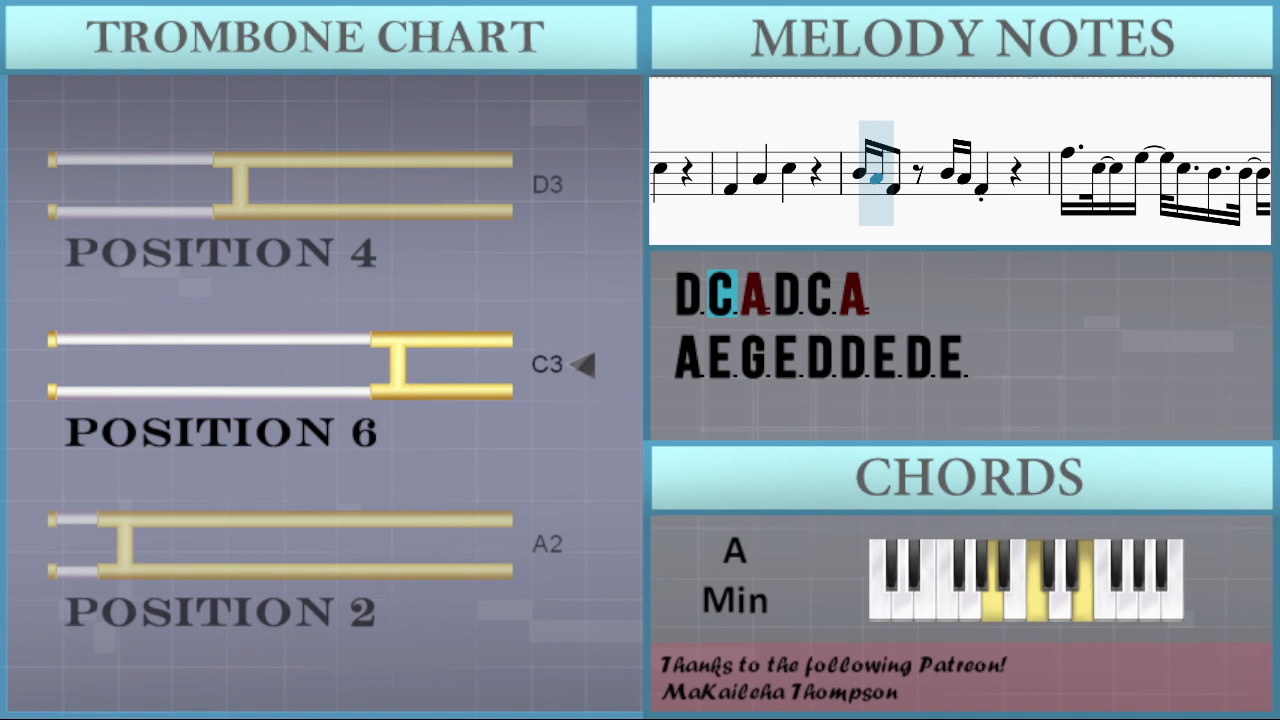 TROMBONE CHART
D3
POSITION 4
C3
POSITION 6
A2
POSITION 2
MELODY NOTES
D.C.A.D.C.A
A.E.G.E.D.D.E.D.E.
CHORDS
A
Min
Thanks to the following Patreon!
MaKaileha Thompson